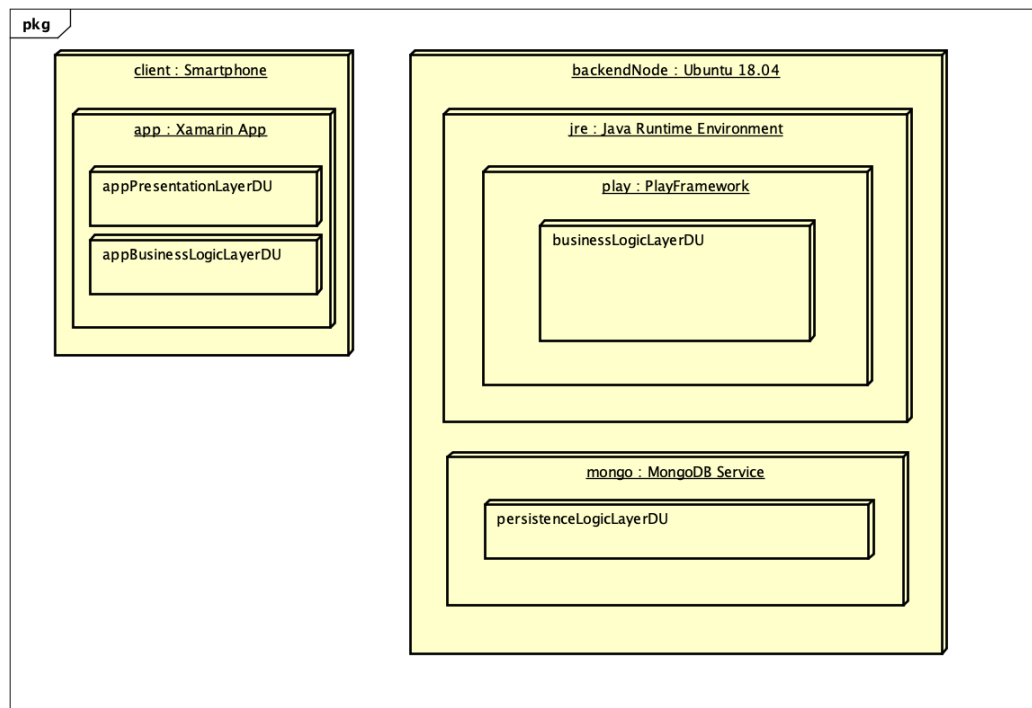 pkg
client : Smartphone
app : Xamarin App
appPresentationLayerDU
appBusinessLogicLayerDU
backendNode : Ubuntu 18.04
jre : Java Runtime Environment
play : PlayFramework
businessLogicLayerDU
mongo : MongoDB Service
persistenceLogicLayerDU